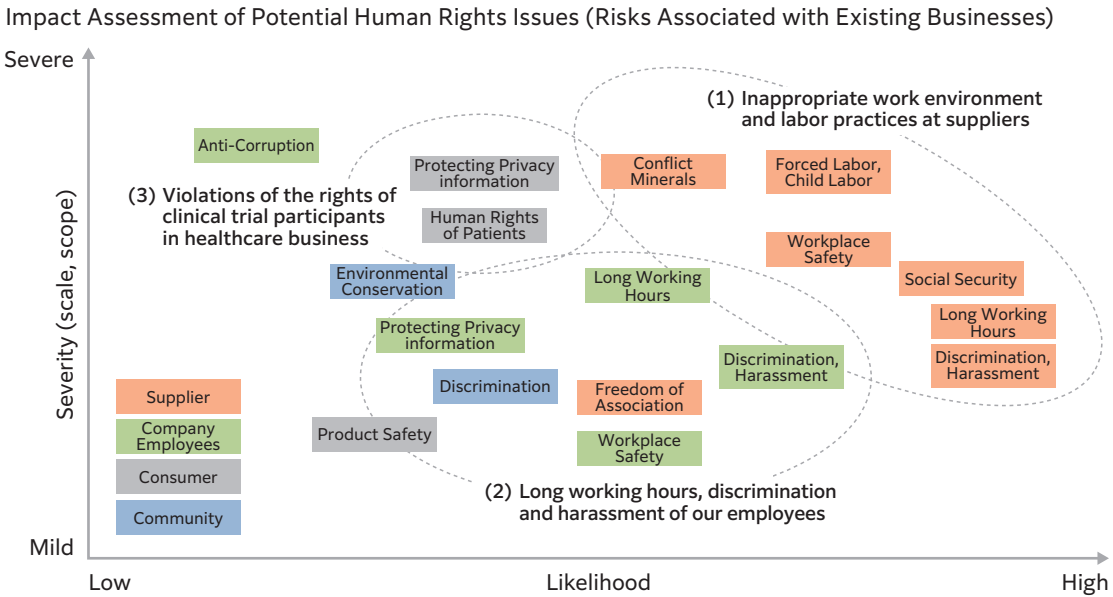 Impact Assessment of Potential Human Rights Issues (Risks Associated with Existing Businesses)
Severe
Severity (scale, scope)
Mild
Low
Likelihood
High
(1) Inappropriate work environment
and labor practices at suppliers
Anti-Corruption
Protecting Privacy
information
Conflict
Minerals
Forced Labor,
Child Labor
(3) Violations of the rights of
clinical trial participants
in healthcare business
Human Rights
of Patients
Workplace
Safety
Environmental
Conservation
Long Working
Hours
Social Security
Protecting Privacy
information
Long Working
Hours
Discrimination,
Harassment
Discrimination,
Harassment
Discrimination
Freedom of
Association
Product Safety
Workplace
Safety
(2) Long working hours, discrimination
and harassment of our employees
Supplier
Company
Employees
Consumer
Community